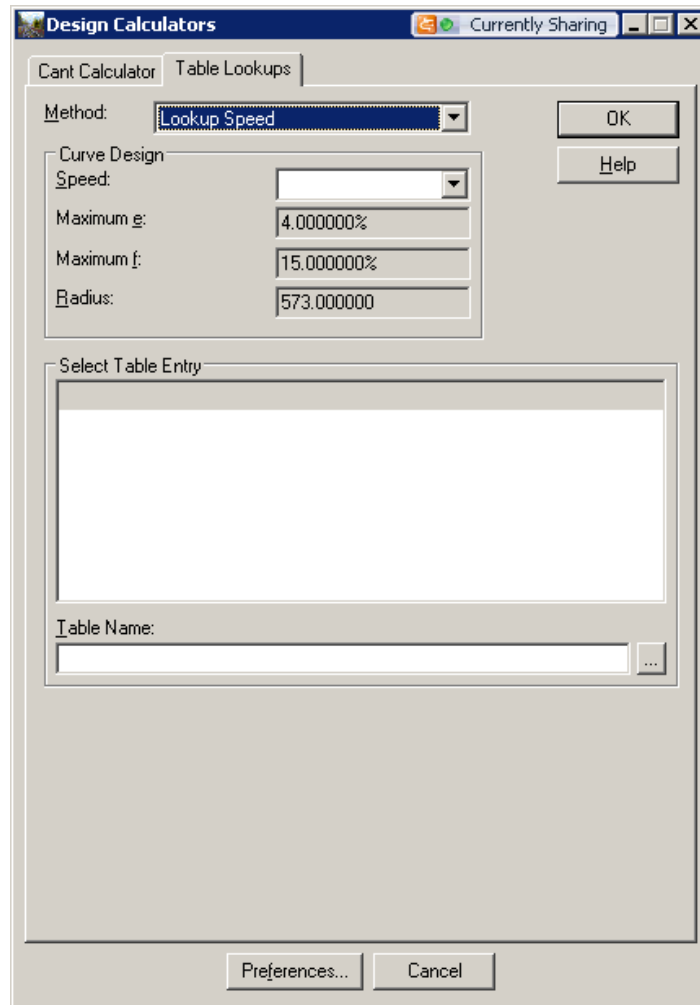 Design Calculators Currently Sharing
Cant Calculator Table Lookups
Method: Lookup Speed OK
Curve Design Help
Speed:
Maximum e: 4.000000%
Maximum f: 15.000000%
Radius: 573.000000
Select Table Entry
Table Name:
...
Preferences... Cancel